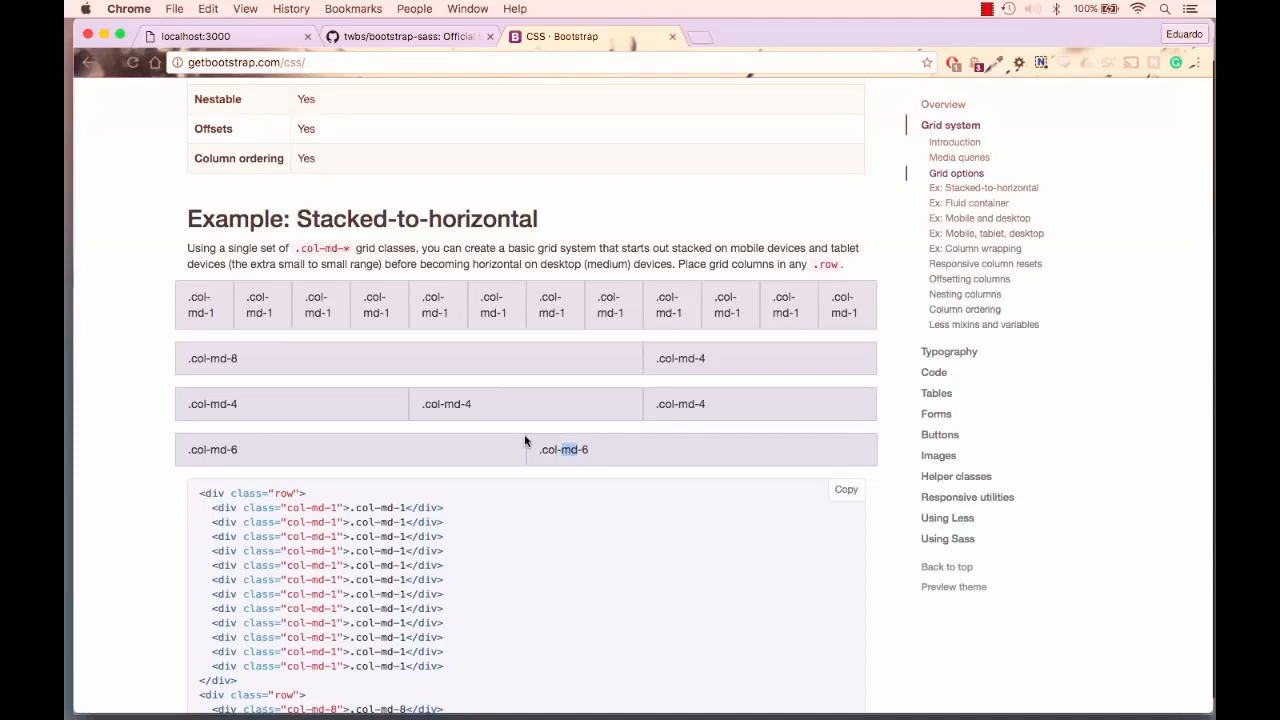 Chrome File Edit View History Bookmarks People Window Help 100%
localhost:3000
twbs/bootstrap-sass: Official
CSS · Bootstrap
Eduardo
getbootstrap.com/css/
Nestable Yes
Offsets Yes
Column ordering Yes
Example: Stacked-to-horizontal
Using a single set of .col-md-* grid classes, you can create a basic grid system that starts out stacked on mobile devices and tablet
devices (the extra small to small range) before becoming horizontal on desktop (medium) devices. Place grid columns in any .row.
.col- .col- .col- .col- .col- .col- .col- .col- .col- .col- .col- .col-
md-1 md-1 md-1 md-1 md-1 md-1 md-1 md-1 md-1 md-1 md-1 md-1
.col-md-8 .col-md-4
.col-md-4 .col-md-4 .col-md-4
.col-md-6 .col-md-6
Copy
<div class="row">
<div class="col-md-1">.col-md-1</div>
<div class="col-md-1">.col-md-1</div>
<div class="col-md-1">.col-md-1</div>
<div class="col-md-1">.col-md-1</div>
<div class="col-md-1">.col-md-1</div>
<div class="col-md-1">.col-md-1</div>
<div class="col-md-1">.col-md-1</div>
<div class="col-md-1">.col-md-1</div>
<div class="col-md-1">.col-md-1</div>
<div class="col-md-1">.col-md-1</div>
<div class="col-md-1">.col-md-1</div>
<div class="col-md-1">.col-md-1</div>
</div>
<div class="row">
<div class="col-md-8">.col-md-8</div>
Overview
Grid system
Introduction
Media queries
Grid options
Ex: Stacked-to-horizontal
Ex: Fluid container
Ex: Mobile and desktop
Ex: Mobile, tablet, desktop
Ex: Column wrapping
Responsive column resets
Offsetting columns
Nesting columns
Column ordering
Less mixins and variables
Typography
Code
Tables
Forms
Buttons
Images
Helper classes
Responsive utilities
Using Less
Using Sass
Back to top
Preview theme